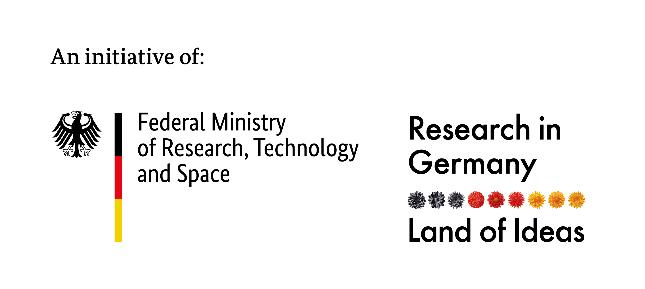 An initiative of:
Federal Ministry
of Research, Technology
and Space
Research in
Germany
Land of Ideas